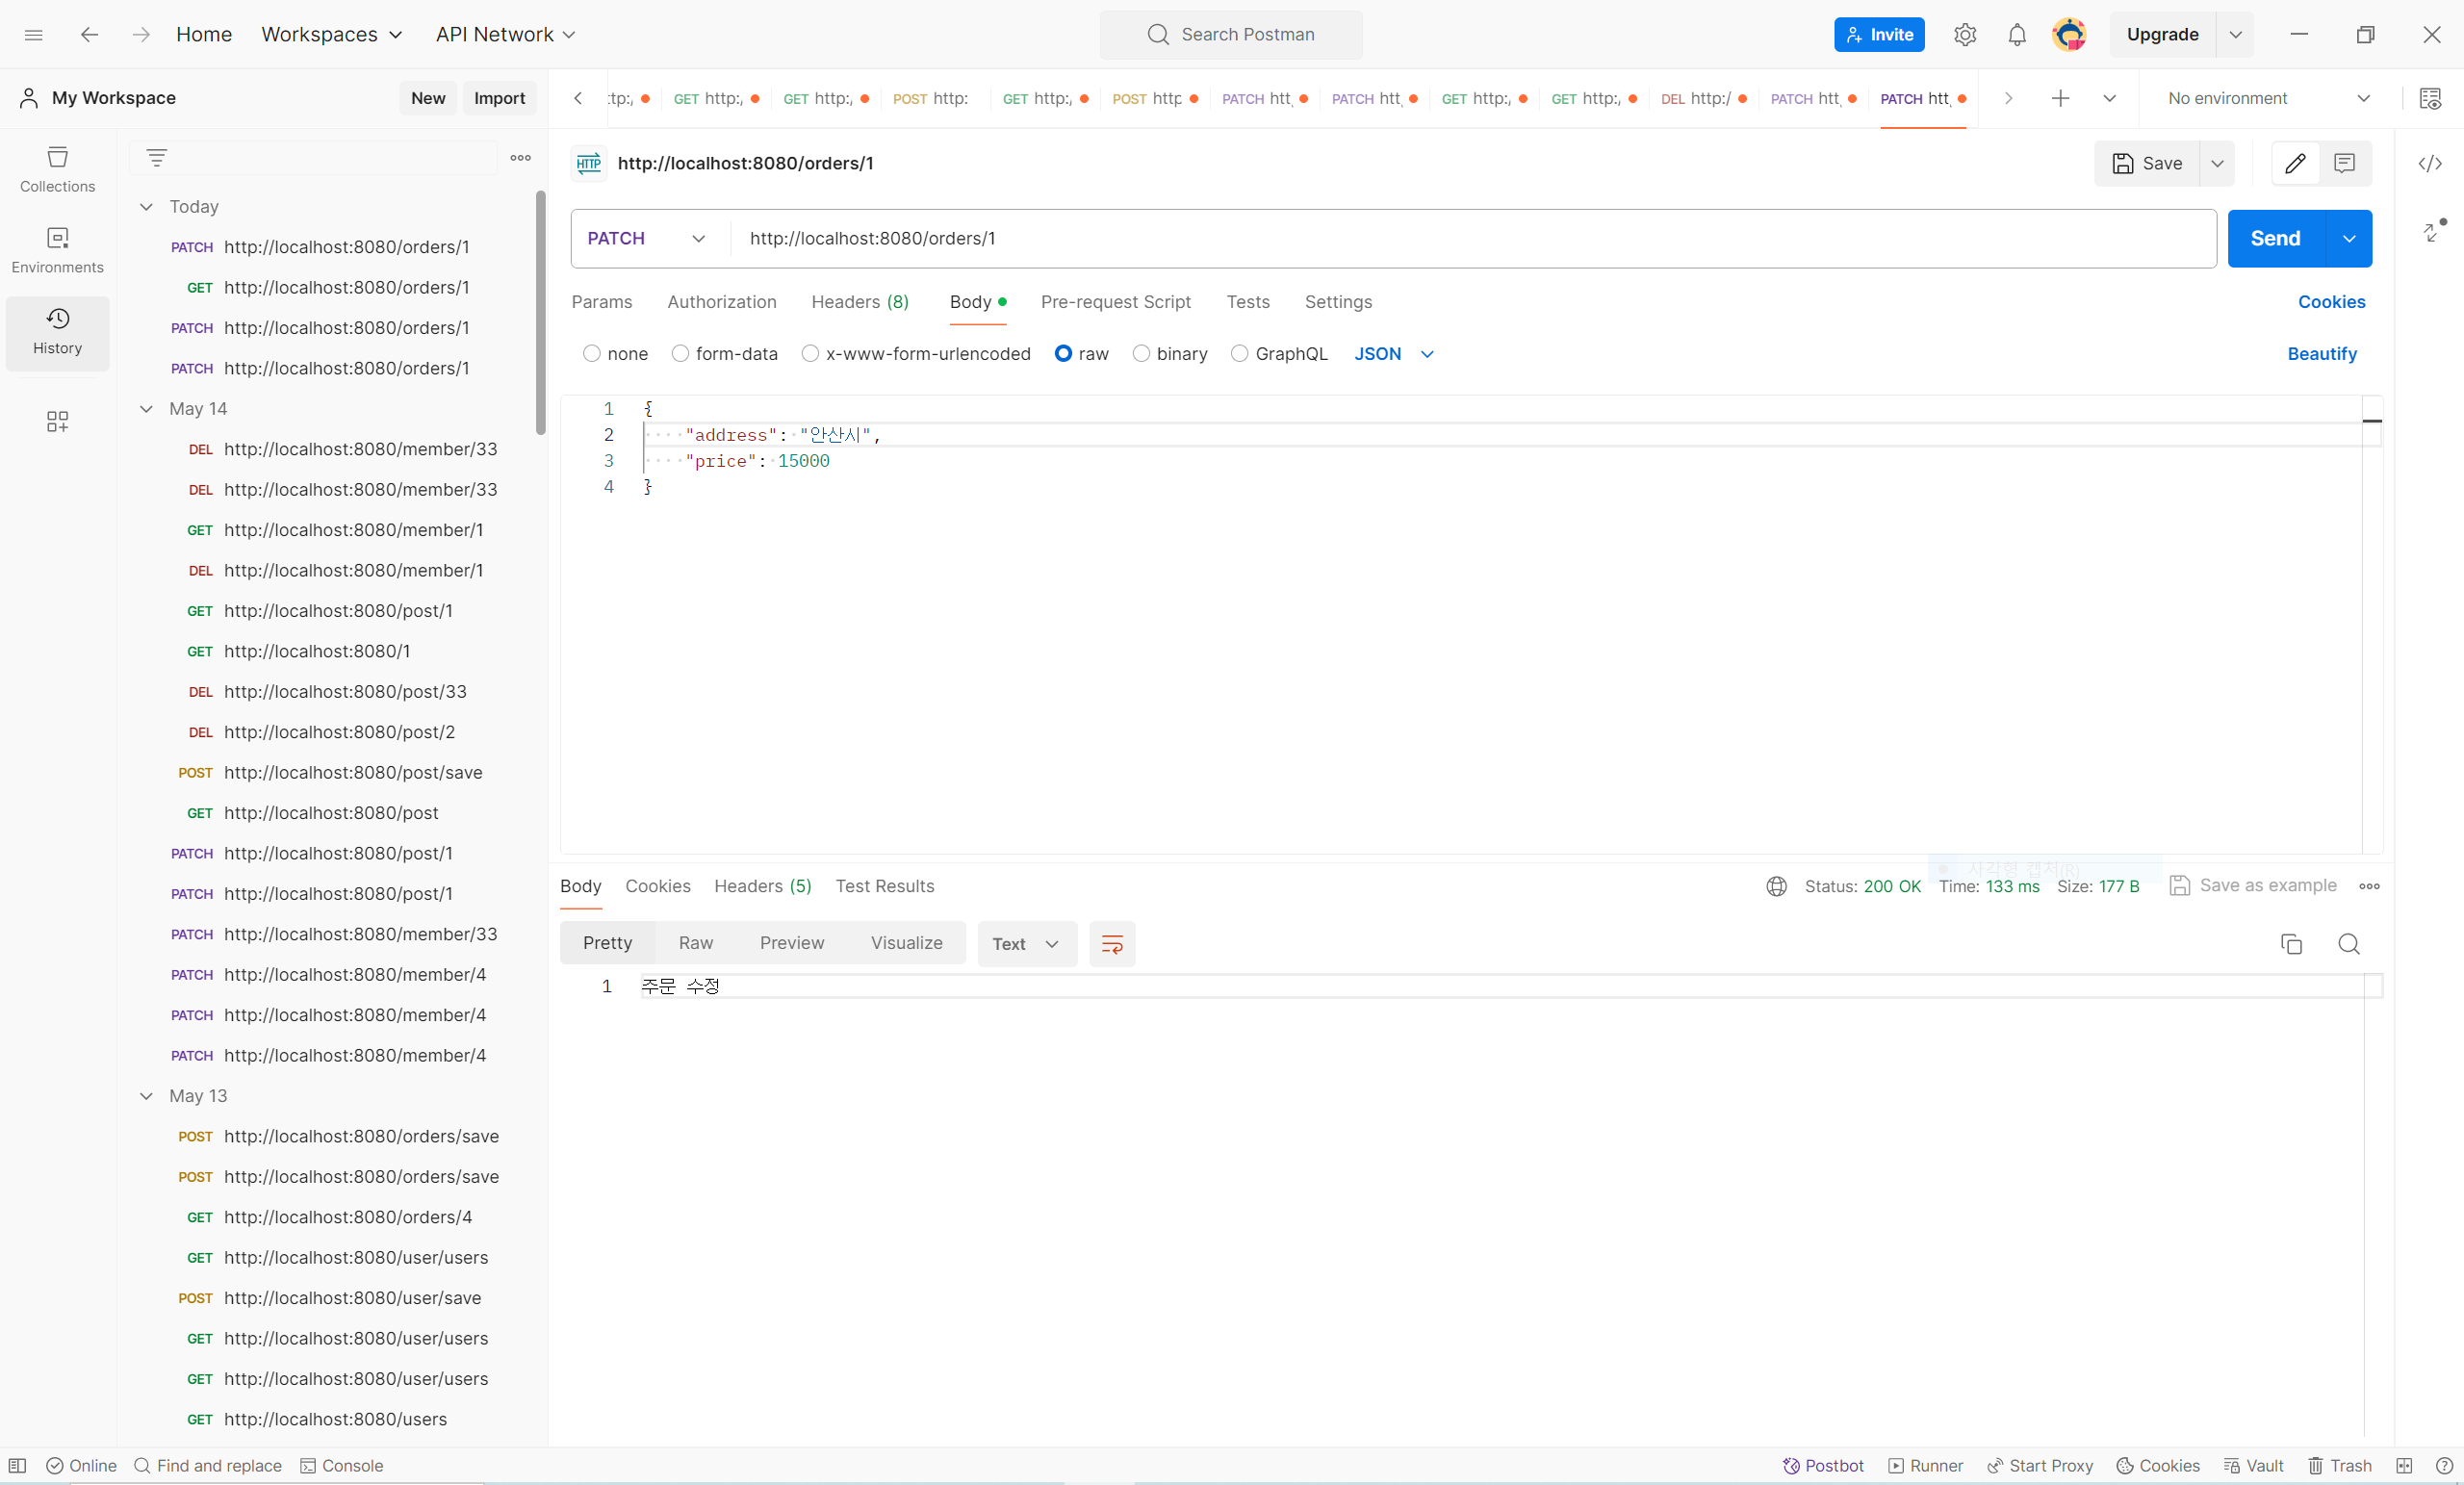 Home Workspaces API Network Search Postman Invite Upgrade
My Workspace New Import
tp:/ GET http:/ GET http:/ POST http: GET http:/ POST http PATCH htt PATCH htt GET http:/ GET http:/ DEL http:/ PATCH htt PATCH htt No environment
Collections
Environments
History
Today
PATCH http://localhost:8080/orders/1
GET http://localhost:8080/orders/1
PATCH http://localhost:8080/orders/1
PATCH http://localhost:8080/orders/1
May 14
DEL http://localhost:8080/member/33
DEL http://localhost:8080/member/33
GET http://localhost:8080/member/1
DEL http://localhost:8080/member/1
GET http://localhost:8080/post/1
GET http://localhost:8080/1
DEL http://localhost:8080/post/33
DEL http://localhost:8080/post/2
POST http://localhost:8080/post/save
GET http://localhost:8080/post
PATCH http://localhost:8080/post/1
PATCH http://localhost:8080/post/1
PATCH http://localhost:8080/member/33
PATCH http://localhost:8080/member/4
PATCH http://localhost:8080/member/4
PATCH http://localhost:8080/member/4
May 13
POST http://localhost:8080/orders/save
POST http://localhost:8080/orders/save
GET http://localhost:8080/orders/4
GET http://localhost:8080/user/users
POST http://localhost:8080/user/save
GET http://localhost:8080/user/users
GET http://localhost:8080/user/users
GET http://localhost:8080/users
HTTP http://localhost:8080/orders/1 Save
PATCH http://localhost:8080/orders/1 Send
Params Authorization Headers (8) Body Pre-request Script Tests Settings Cookies
none form-data x-www-form-urlencoded raw binary GraphQL JSON Beautify
1 {
2 "address": "안산시",
3 "price": 15000
4 }
사각형 캡처(R)
Body Cookies Headers (5) Test Results Status: 200 OK Time: 133 ms Size: 177 B Save as example
Pretty Raw Preview Visualize Text
1 주문 수정
Online Find and replace Console Postbot Runner Start Proxy Cookies Vault Trash